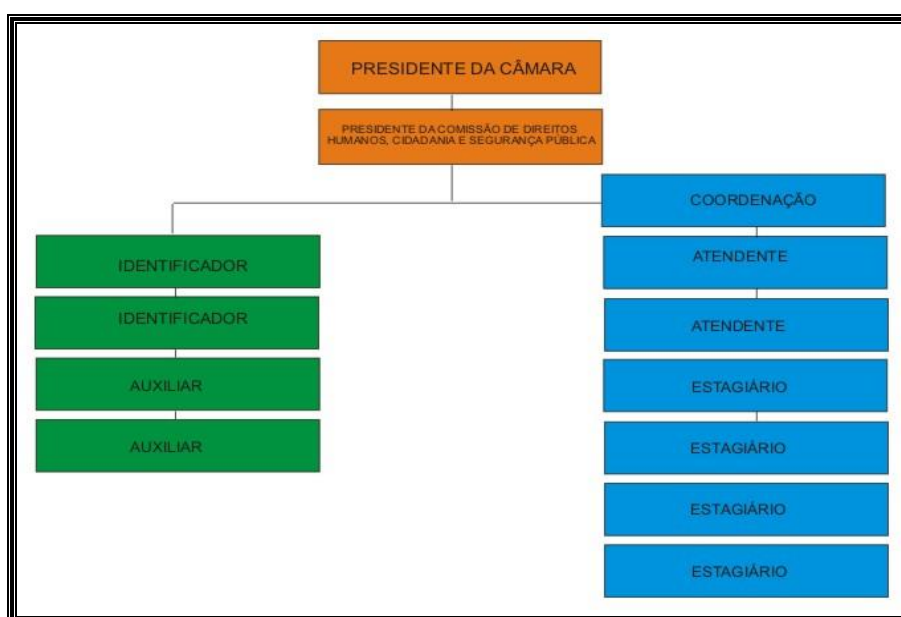 PRESIDENTE DA CÂMARA
PRESIDENTE DA COMISSÃO DE DIREITOS
HUMANOS, CIDADANIA E SEGURANÇA PÚBLICA
IDENTIFICADOR
IDENTIFICADOR
AUXILIAR
AUXILIAR
COORDENAÇÃO
ATENDENTE
ATENDENTE
ESTAGIÁRIO
ESTAGIÁRIO
ESTAGIÁRIO
ESTAGIÁRIO